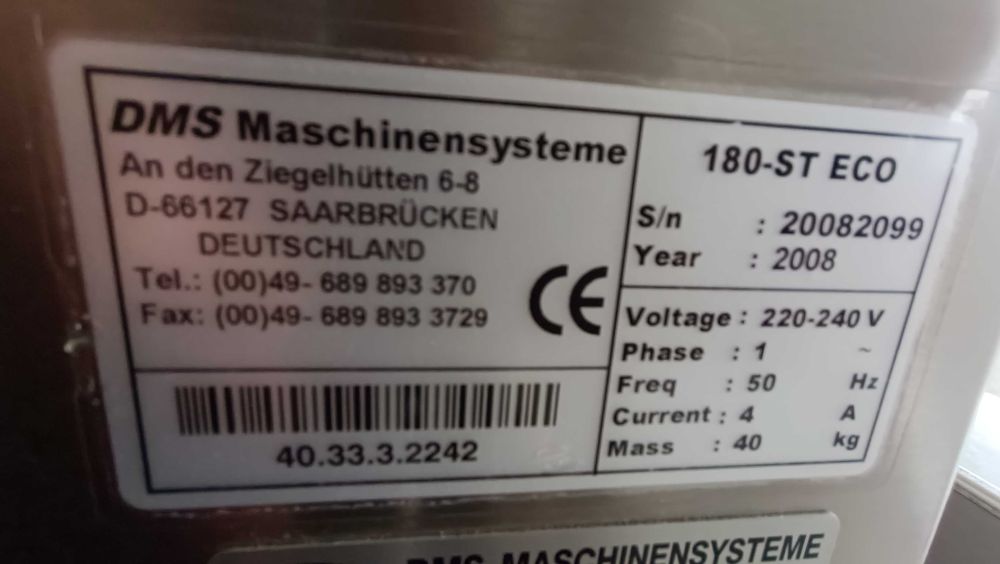 DMS Maschinensysteme
An den Ziegelhütten 6-8
D-66127 SAARBRÜCKEN
DEUTSCHLAND
Tel.: (00)49- 689 893 370
Fax: (00)49- 689 893 3729
CE
40.33.3.2242
180-ST ECO
S/n : 20082099
Year : 2008
Voltage : 220-240 V
Phase : 1 ~
Freq : 50 Hz
Current : 4 A
Mass : 40 kg
DMS MASCHINENSYSTEME